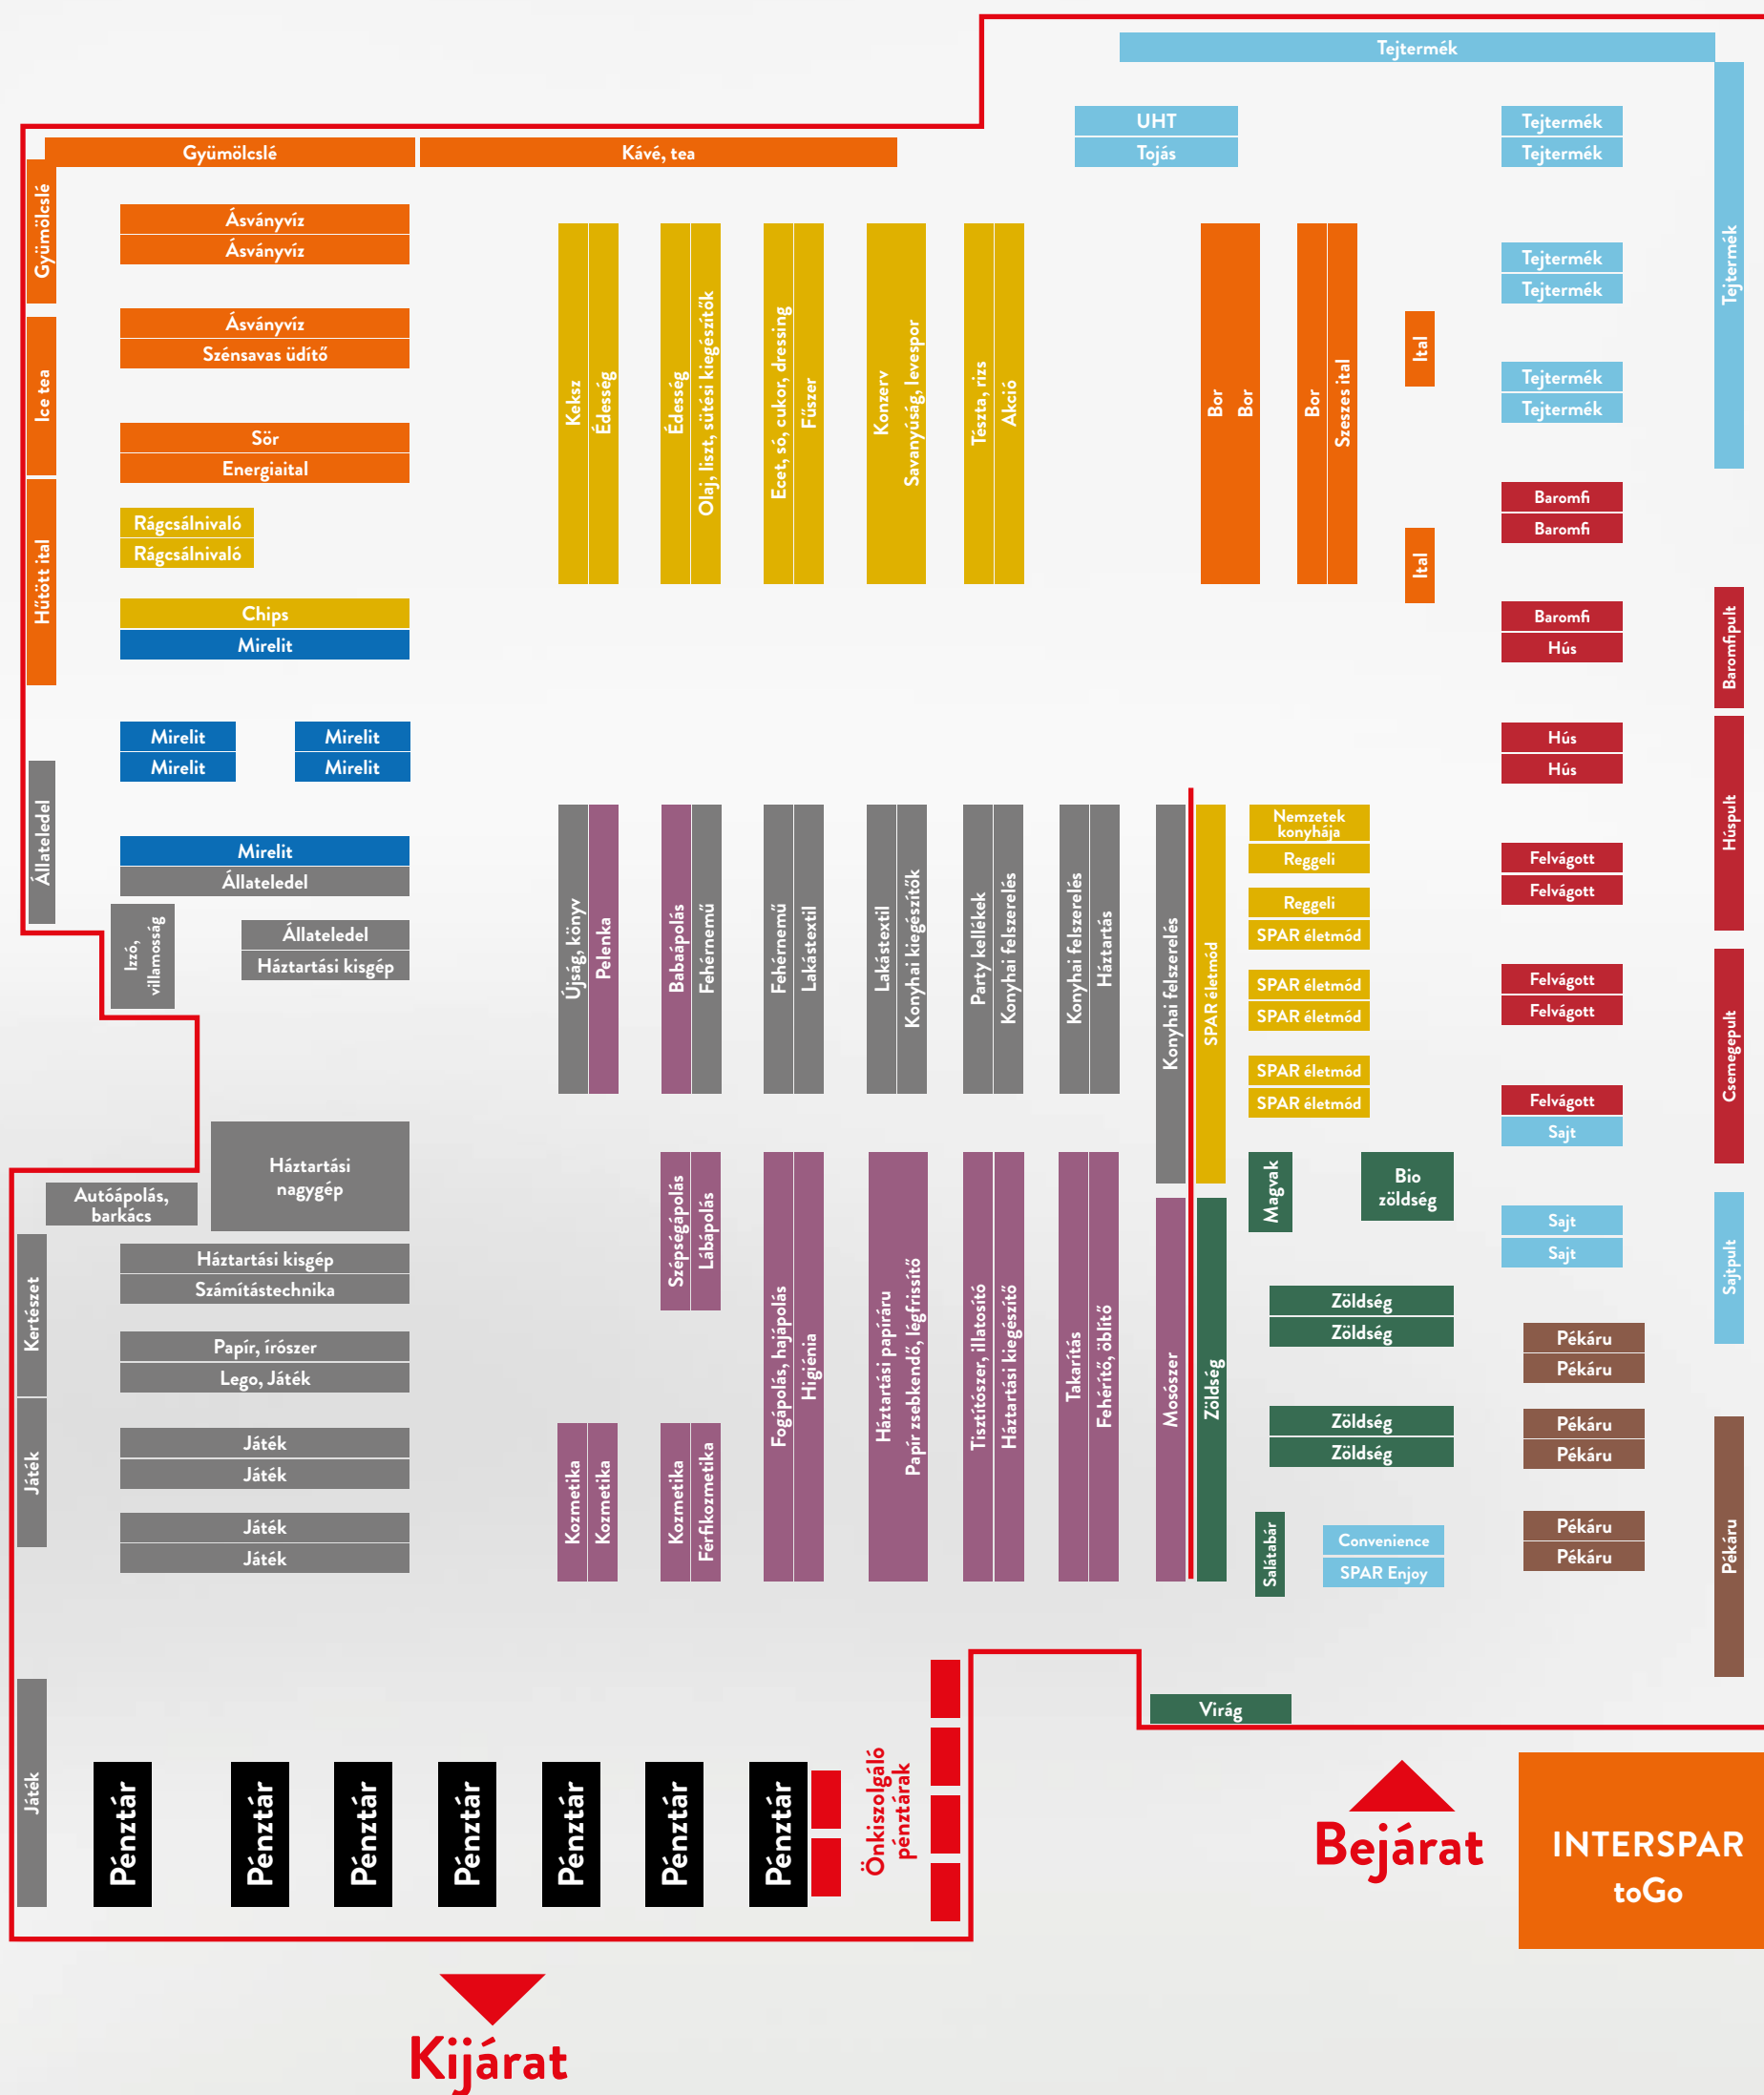 Tejtermék
Tejtermék
UHT
Tojás
Tejtermék
Tejtermék
Gyümölcslé
Kávé, tea
Gyümölcslé
Ásványvíz
Ásványvíz
Ásványvíz
Szénsavas üdítő
Ice tea
Sör
Energiaital
Hűtött ital
Rágcsálnivaló
Rágcsálnivaló
Chips
Mirelit
Keksz
Édesség
Édesség
Olaj, liszt, sütési kiegészítők
Ecet, só, cukor, dressing
Fűszer
Konzerv
Savanyúság, levespor
Tészta, rizs
Akció
Bor
Bor
Bor
Szeszes ital
Ital
Ital
Tejtermék
Tejtermék
Tejtermék
Tejtermék
Baromfi
Baromfi
Baromfi
Hús
Baromfipult
Hús
Hús
Húspult
Felvágott
Felvágott
Felvágott
Felvágott
Csemegepult
Felvágott
Sajt
Sajt
Sajt
Sajtpult
Mirelit
Mirelit
Mirelit
Mirelit
Állateledel
Mirelit
Állateledel
Izzó,
villamosság
Állateledel
Háztartási kisgép
Újság, könyv
Pelenka
Babaápolás
Fehérnemű
Fehérnemű
Lakástextil
Lakástextil
Konyhai kiegészítők
Party kellékek
Konyhai felszerelés
Konyhai felszerelés
Háztartás
Konyhai felszerelés
SPAR életmód
Nemzetek
konyhája
Reggeli
Reggeli
SPAR életmód
SPAR életmód
SPAR életmód
SPAR életmód
SPAR életmód
Magvak
Bio
zöldség
Háztartási
nagygép
Autóápolás,
barkács
Kertészet
Háztartási kisgép
Számítástechnika
Papír, írószer
Lego, Játék
Játék
Játék
Játék
Játék
Játék
Szépségápolás
Lábápolás
Kozmetika
Kozmetika
Kozmetika
Férfikozmetika
Fogápolás, hajápolás
Higiénia
Háztartási papíráru
Papír zsebkendő, légfrissítő
Tisztítószer, illatosító
Háztartási kiegészítő
Takarítás
Fehérítő, öblítő
Mosószer
Zöldség
Zöldség
Zöldség
Zöldség
Zöldség
Salátabár
Convenience
SPAR Enjoy
Pékáru
Pékáru
Pékáru
Pékáru
Pékáru
Pékáru
Pékáru
Virág
Játék
Pénztár
Pénztár
Pénztár
Pénztár
Pénztár
Pénztár
Pénztár
Önkiszolgáló
pénztárak
Bejárat
INTERSPAR
toGo
Kijárat